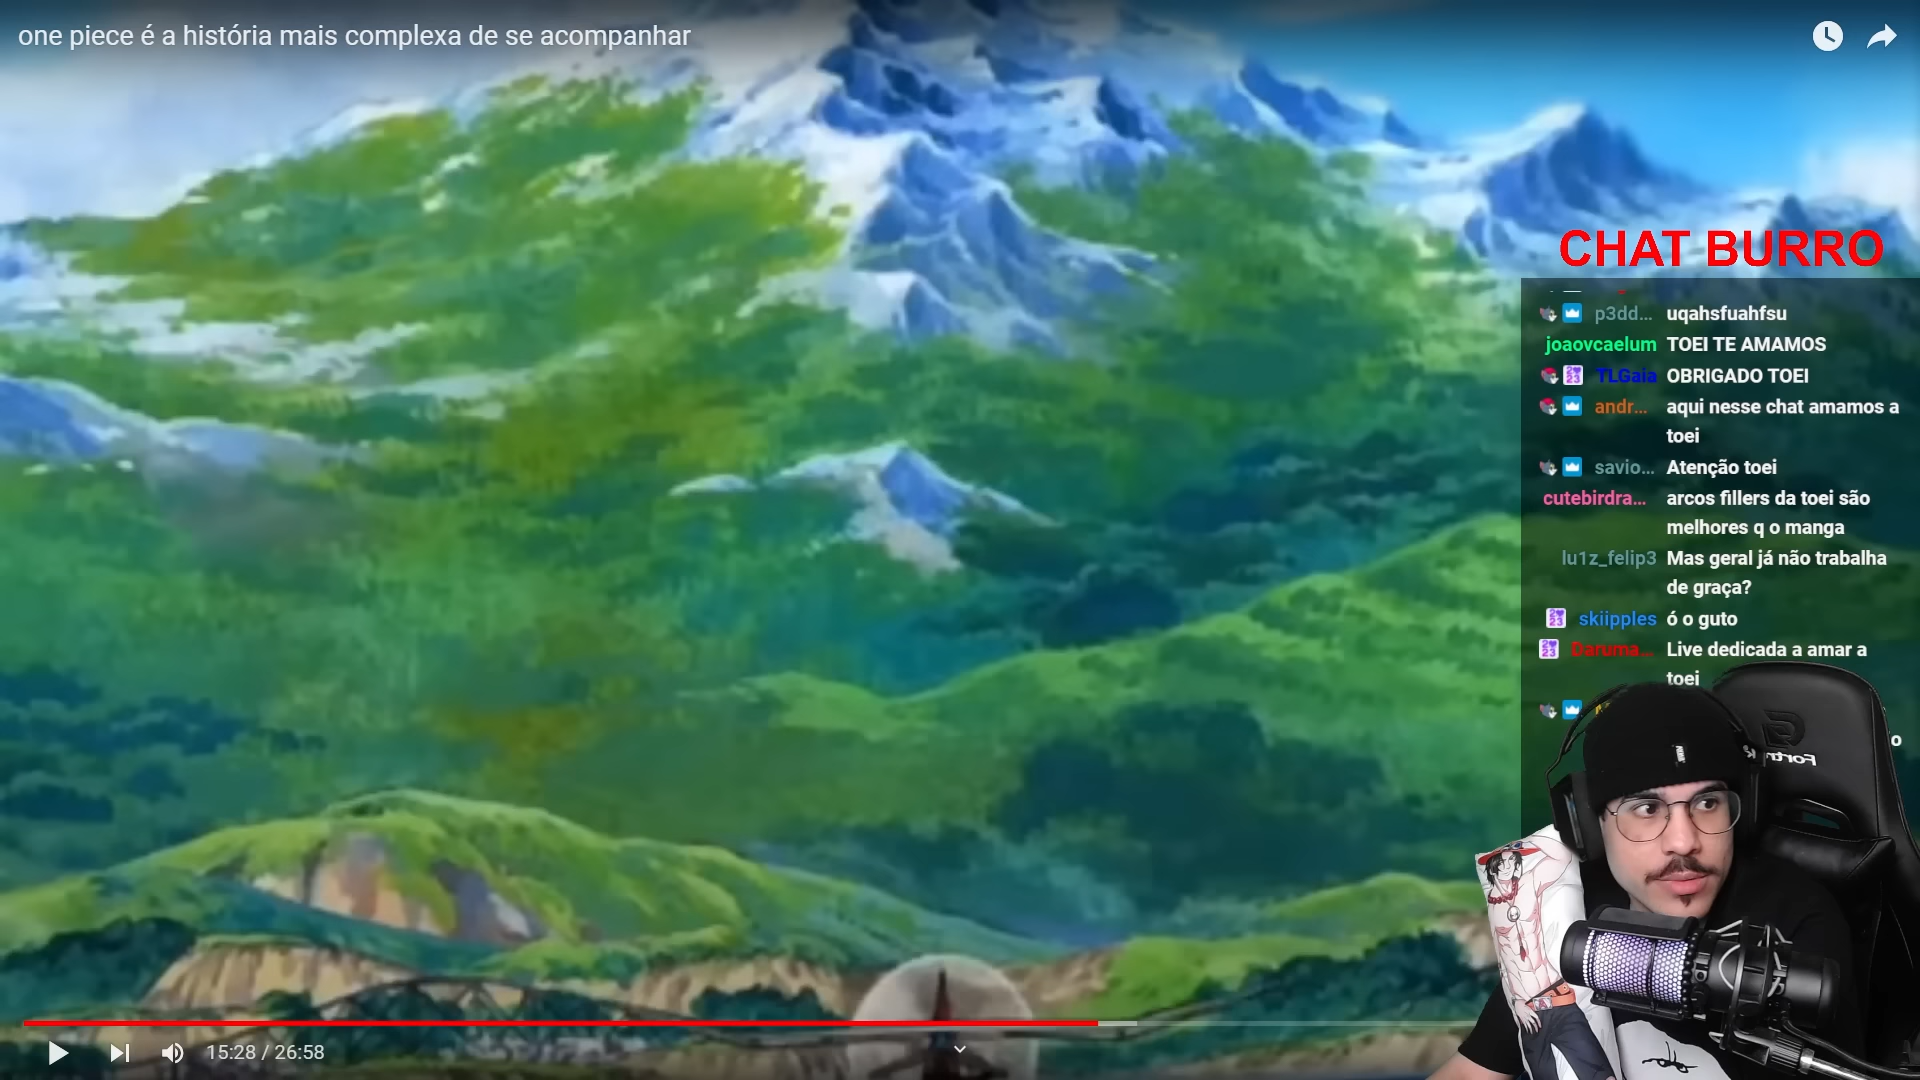 one piece é a história mais complexa de se acompanhar
CHAT BURRO
p3dd... uqahsfuahfsu
joaovcaelum TOEI TE AMAMOS
TLGaia OBRIGADO TOEI
andr... aqui nesse chat amamos a
toei
savio... Atenção toei
cutebirdra... arcos fillers da toei são
melhores q o manga
lu1z_felip3 Mas geral já não trabalha
de graça?
skiipples ó o guto
Daruma... Live dedicada a amar a
toei
o
15:28 / 26:58